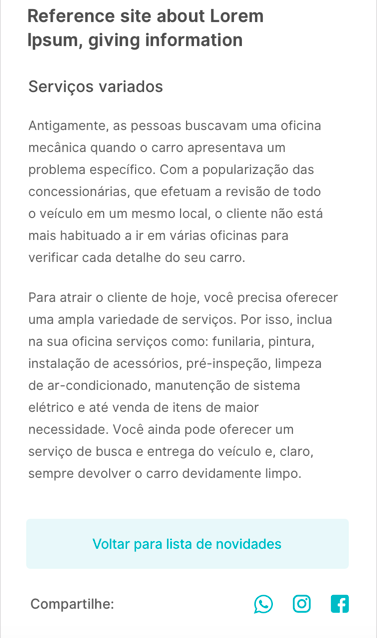 Reference site about Lorem
Ipsum, giving information
Serviços variados
Antigamente, as pessoas buscavam uma oficina
mecânica quando o carro apresentava um
problema específico. Com a popularização das
concessionárias, que efetuam a revisão de todo
o veículo em um mesmo local, o cliente não está
mais habituado a ir em várias oficinas para
verificar cada detalhe do seu carro.
Para atrair o cliente de hoje, você precisa oferecer
uma ampla variedade de serviços. Por isso, inclua
na sua oficina serviços como: funilaria, pintura,
instalação de acessórios, pré-inspeção, limpeza
de ar-condicionado, manutenção de sistema
elétrico e até venda de itens de maior
necessidade. Você ainda pode oferecer um
serviço de busca e entrega do veículo e, claro,
sempre devolver o carro devidamente limpo.
Voltar para lista de novidades
Compartilhe: